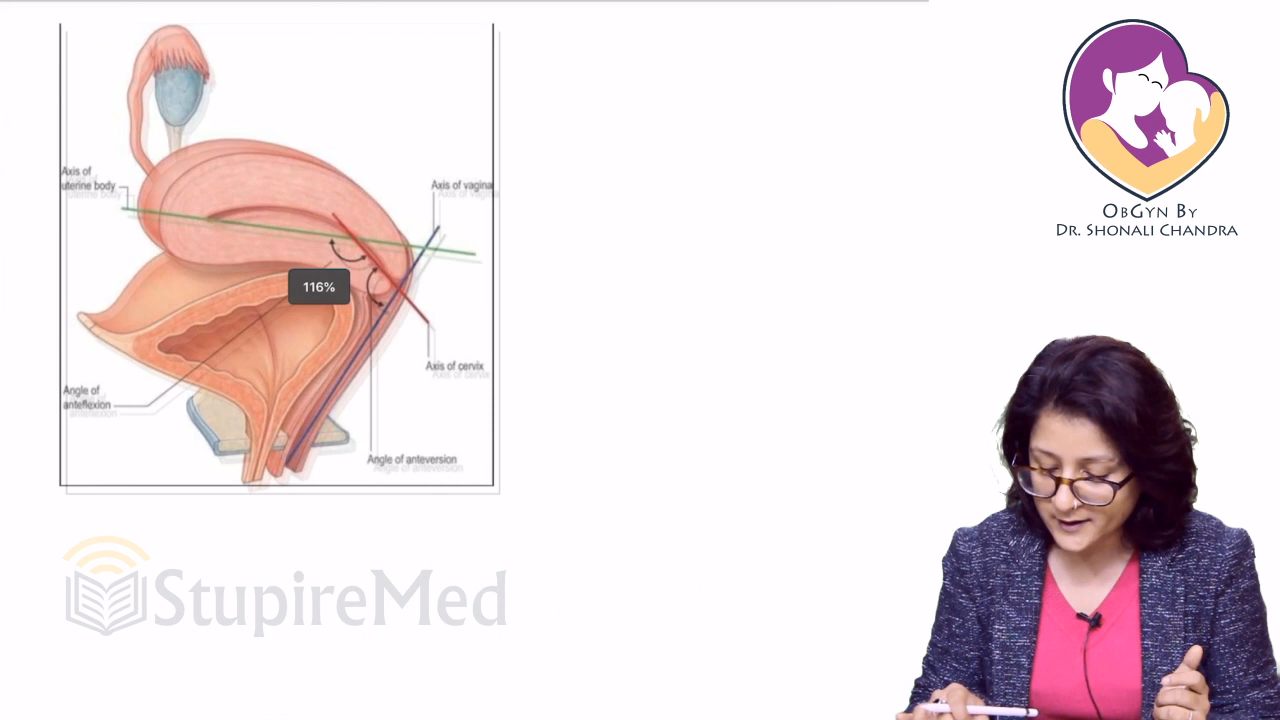 Axis of
uterine body
Axis of vagina
116%
Axis of cervix
Angle of
anteflexion
Angle of anteversion
StupireMed
ObGyn By
Dr. Shonali Chandra